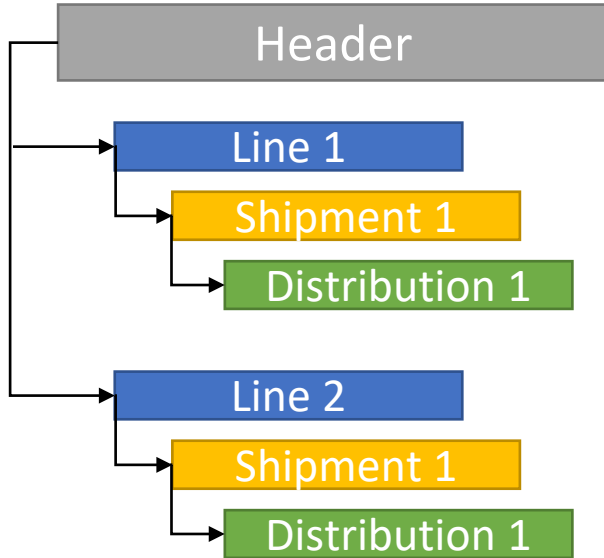 Header
Line 1
Shipment 1
Distribution 1
Line 2
Shipment 1
Distribution 1